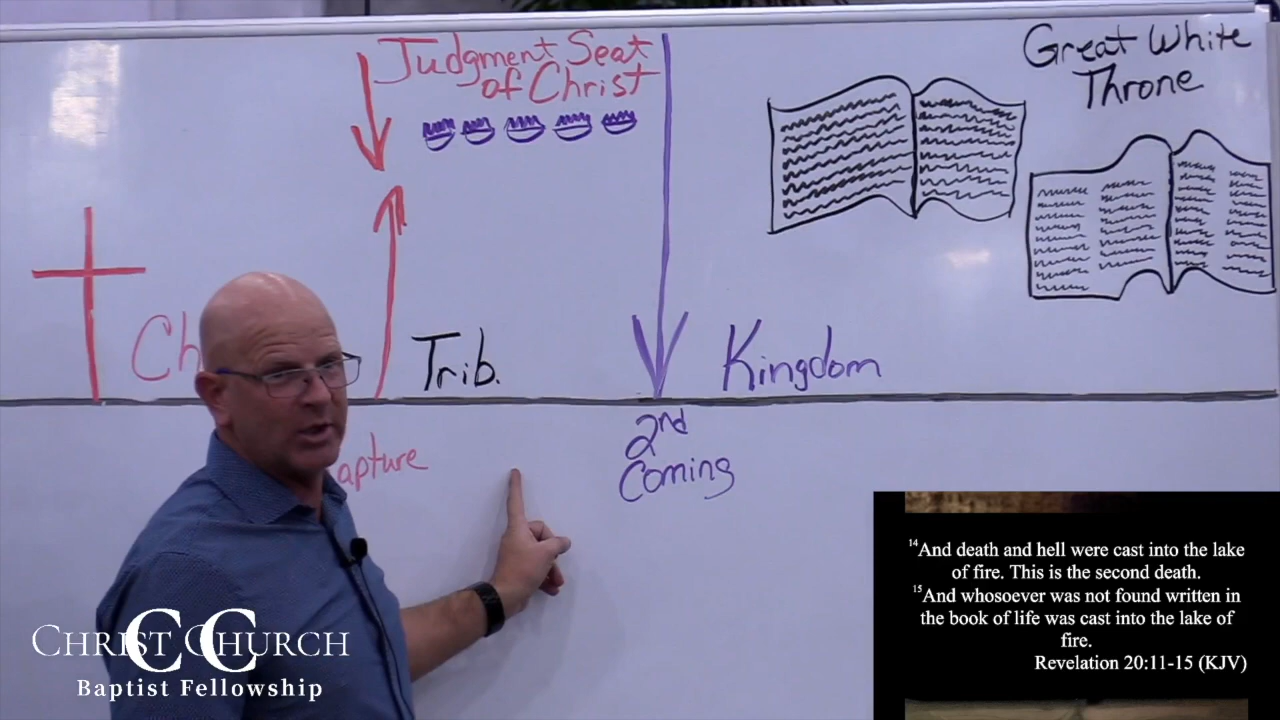 Judgment Seat
of Christ
Great White
Throne
Ch
Trib.
Kingdom
apture
2nd
Coming
14And death and hell were cast into the lake
of fire. This is the second death.
15And whosoever was not found written in
the book of life was cast into the lake of
fire.
Revelation 20:11-15 (KJV)
CC
CHRIST CHURCH
Baptist Fellowship